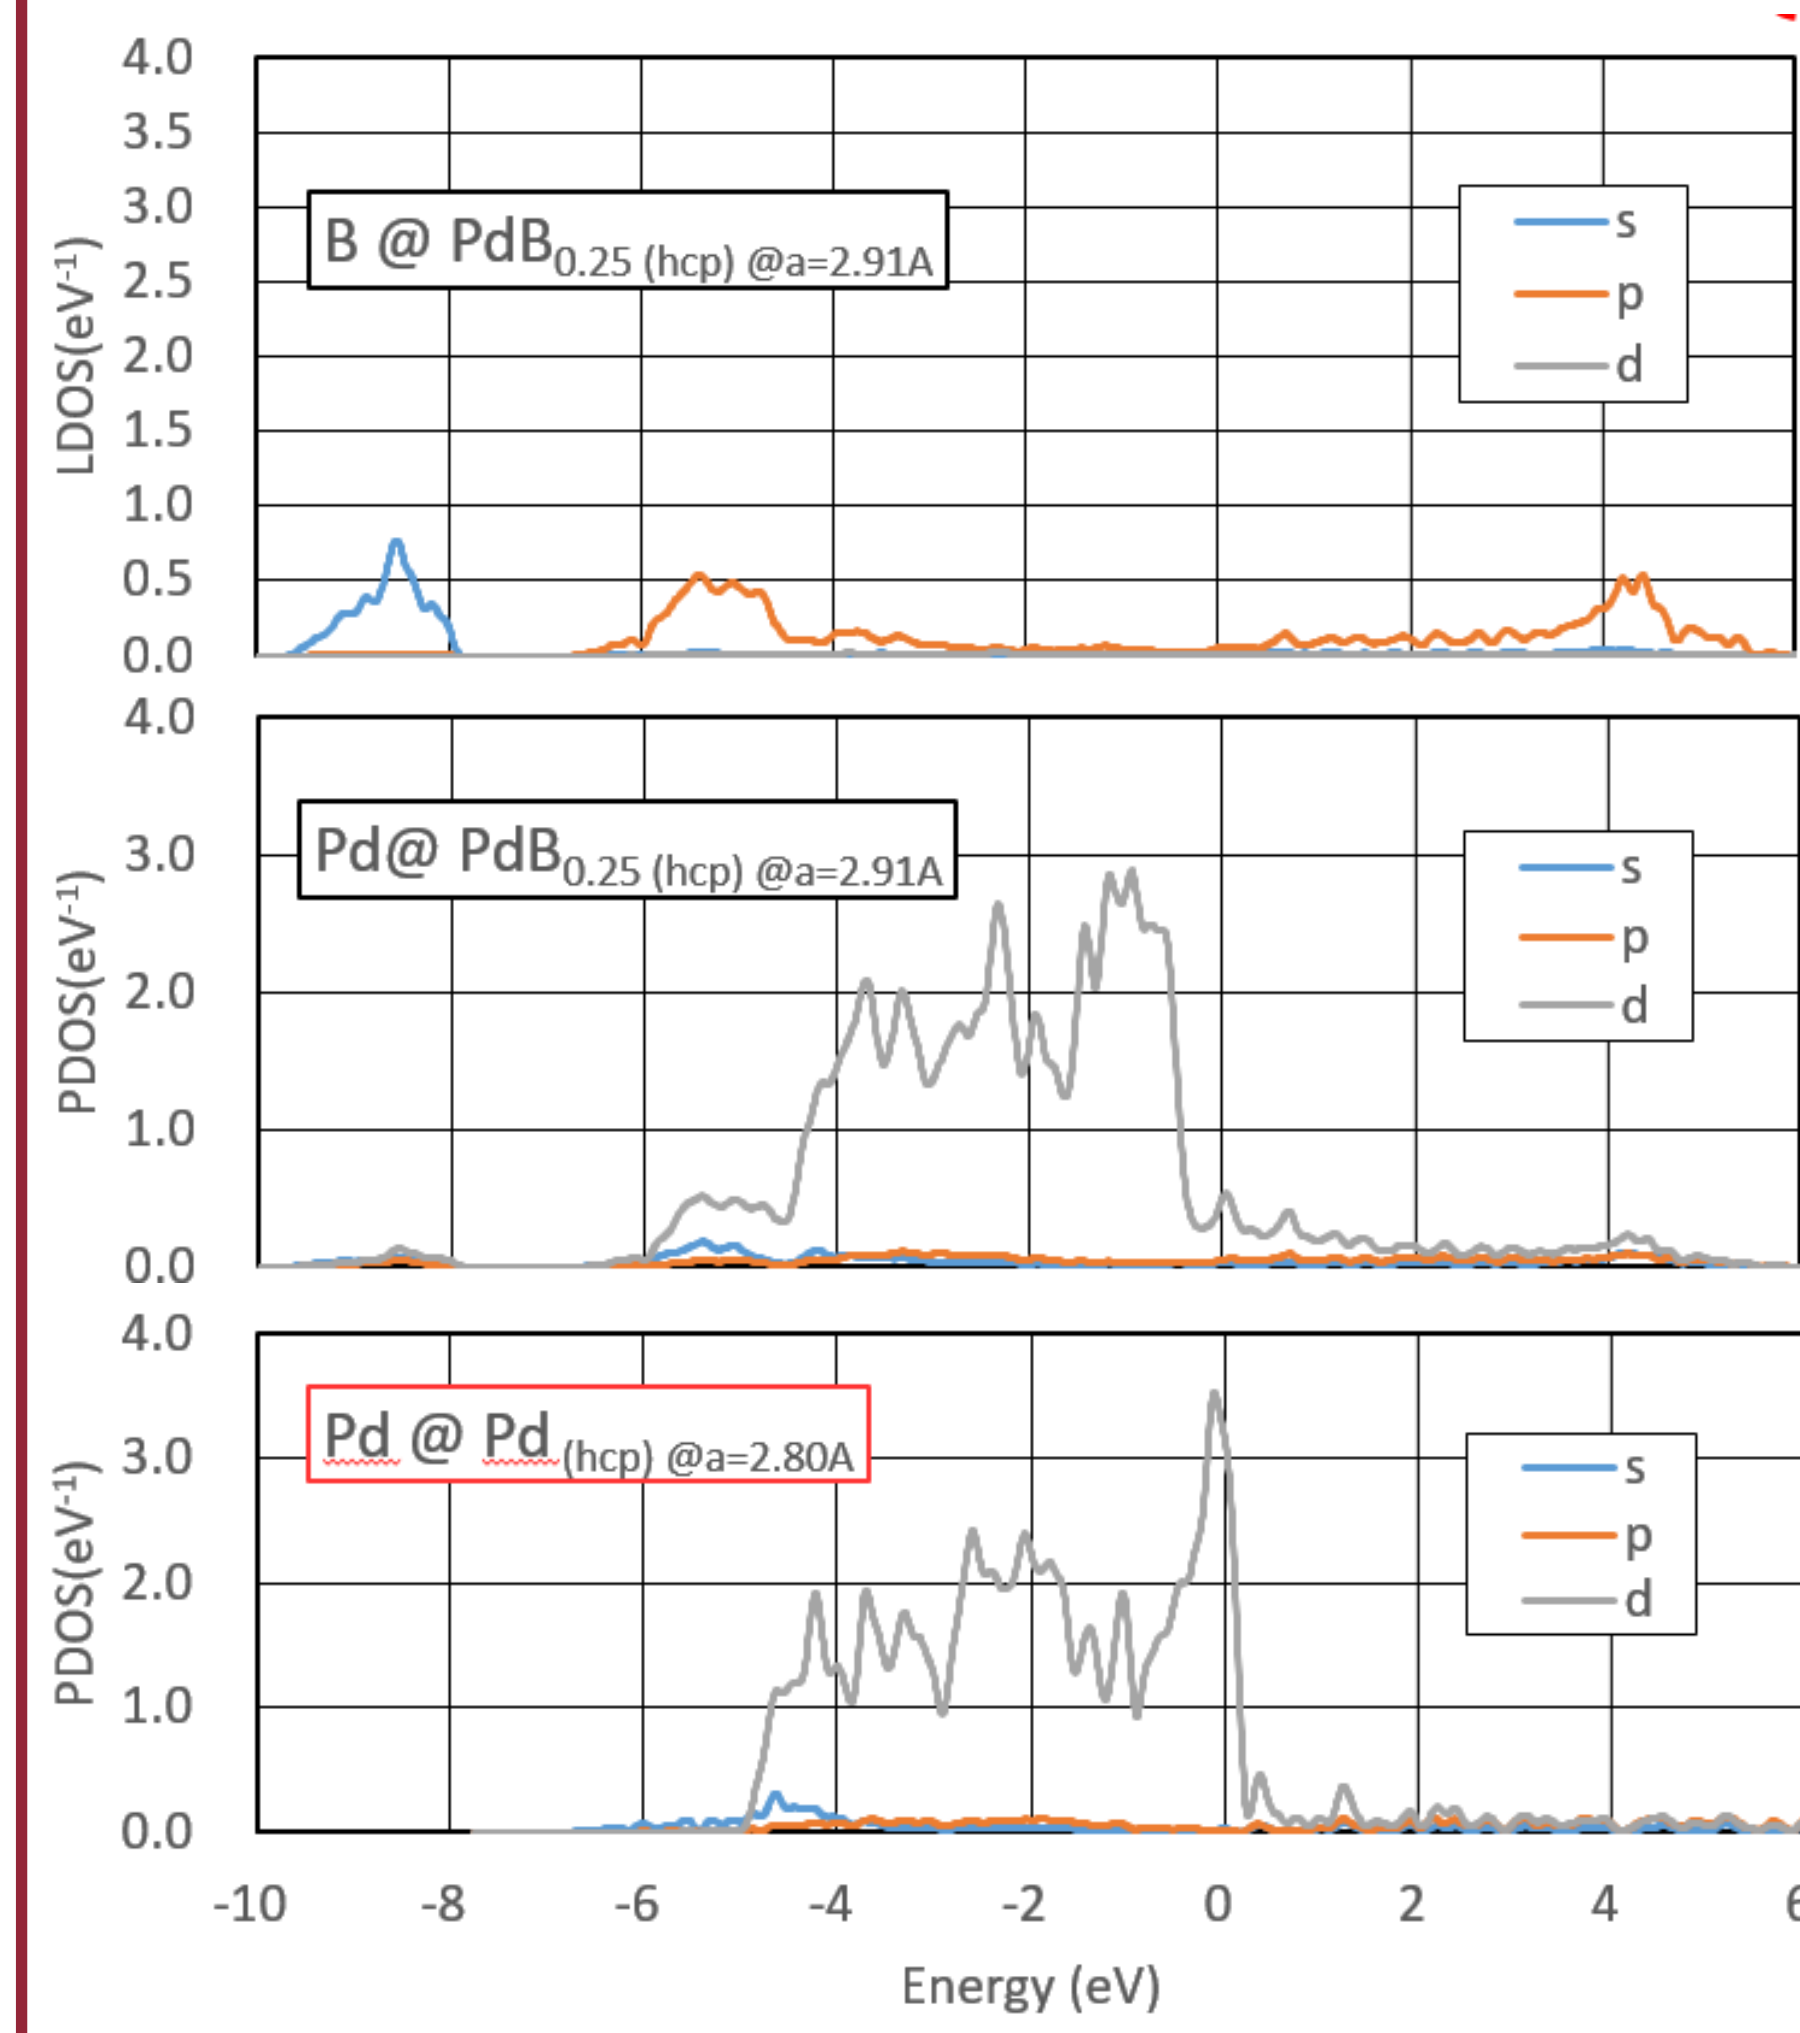 4.0
3.5
3.0
2.5
2.0
1.5
1.0
0.5
0.0
LDOS(eV-1)
B @ PdB0.25 (hcp) @a=2.91A
s
p
d
4.0
3.0
2.0
1.0
0.0
PDOS(eV-1)
Pd@ PdB0.25 (hcp) @a=2.91A
s
p
d
4.0
3.0
2.0
1.0
0.0
PDOS(eV-1)
Pd @ Pd (hcp) @a=2.80A
s
p
d
-10 -8 -6 -4 -2 0 2 4 6
Energy (eV)